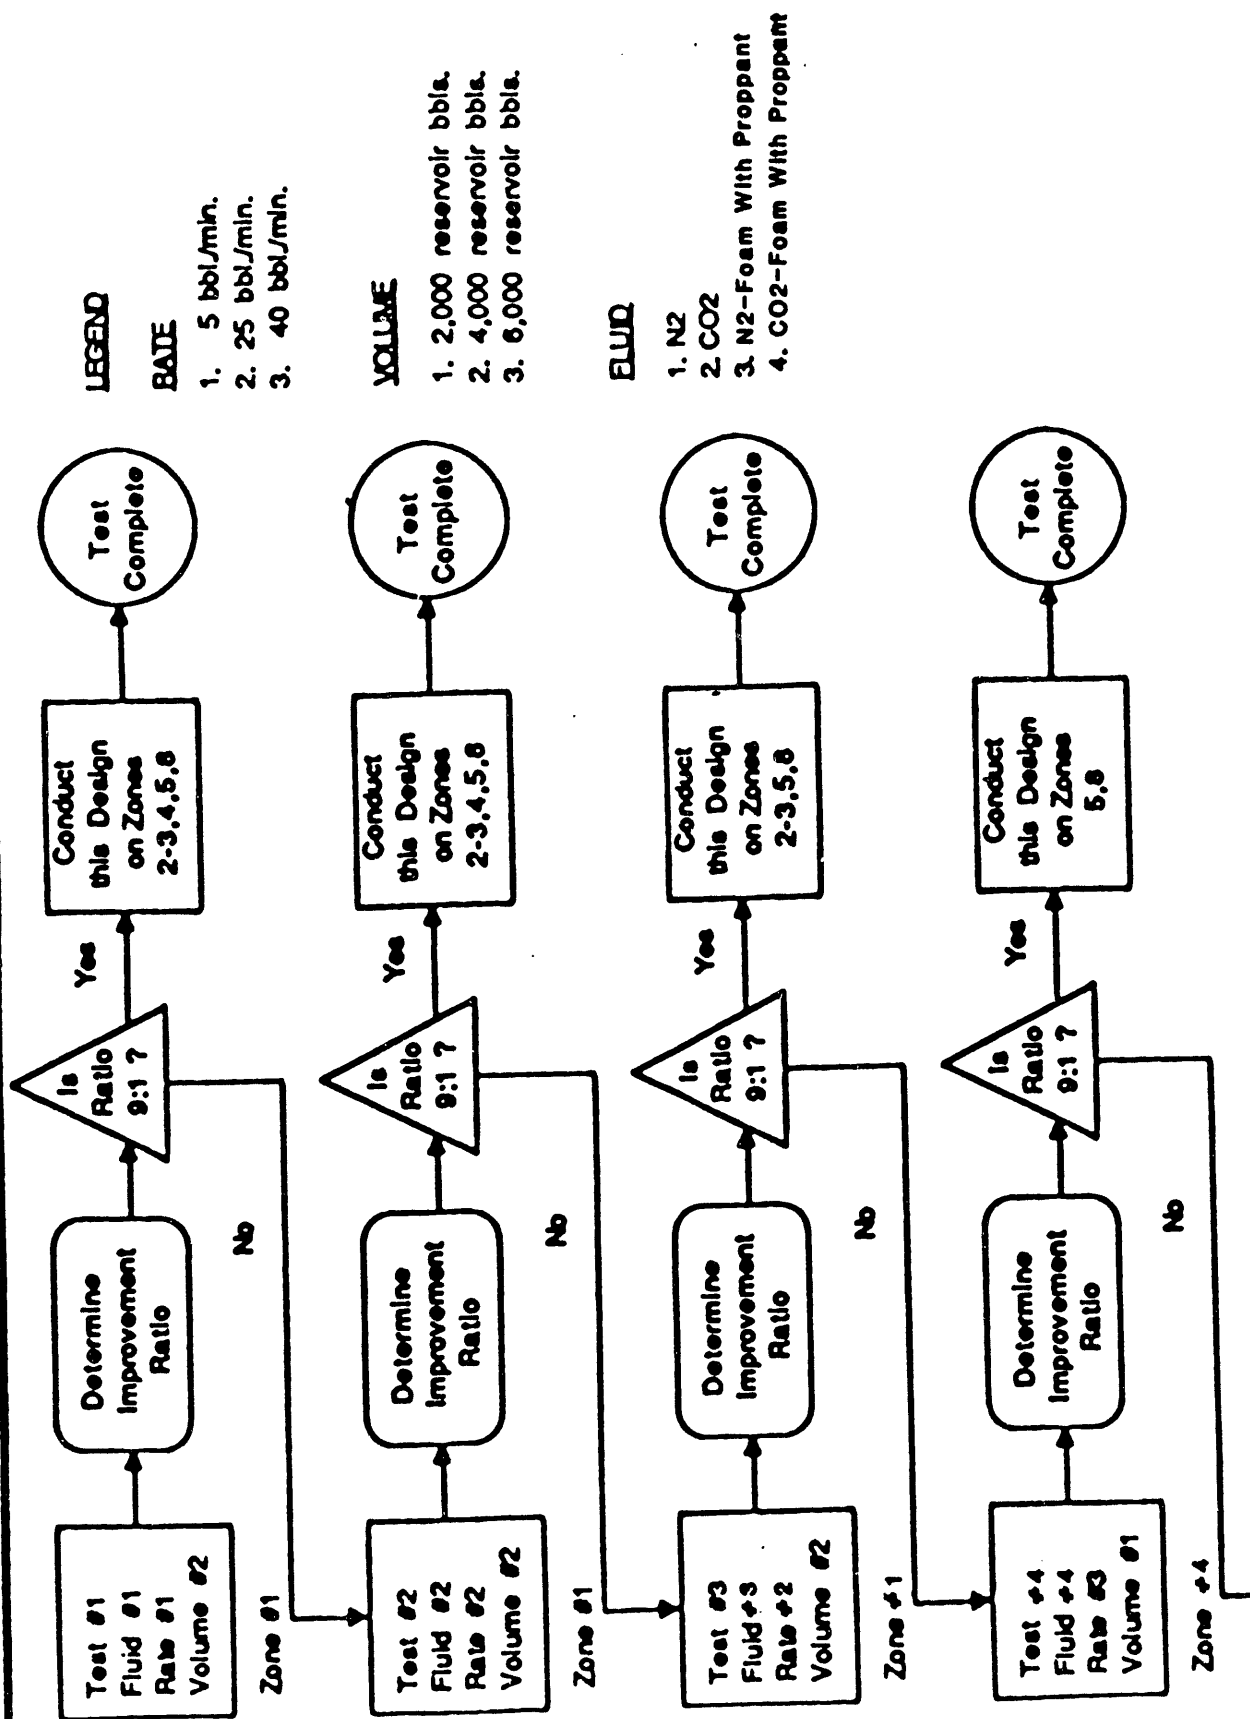 Test #1
Fluid #1
Rate #1
Volume #2
Zone #1
Determine
Improvement
Ratio
Is
Ratio
9:1 ?
Yes
No
Conduct
this Design
on Zones
2-3,4,5,8
Test
Complete
Test #2
Fluid #2
Rate #2
Volume #2
Zone #1
Determine
Improvement
Ratio
Is
Ratio
9:1 ?
Yes
No
Conduct
this Design
on Zones
2-3,4,5,8
Test
Complete
Test #3
Fluid #3
Rate #2
Volume #2
Zone #1
Determine
Improvement
Ratio
Is
Ratio
9:1 ?
Yes
No
Conduct
this Design
on Zones
2-3,5,8
Test
Complete
Test #4
Fluid #4
Rate #3
Volume #1
Zone #4
Determine
Improvement
Ratio
Is
Ratio
9:1 ?
Yes
No
Conduct
this Design
on Zones
5,8
Test
Complete
LEGEND
RATE
1. 5 bbl./min.
2. 25 bbl./min.
3. 40 bbl./min.
VOLUME
1. 2,000 reservoir bbls.
2. 4,000 reservoir bbls.
3. 6,000 reservoir bbls.
FLUID
1. N2
2. CO2
3. N2-Foam With Proppant
4. CO2-Foam With Proppant